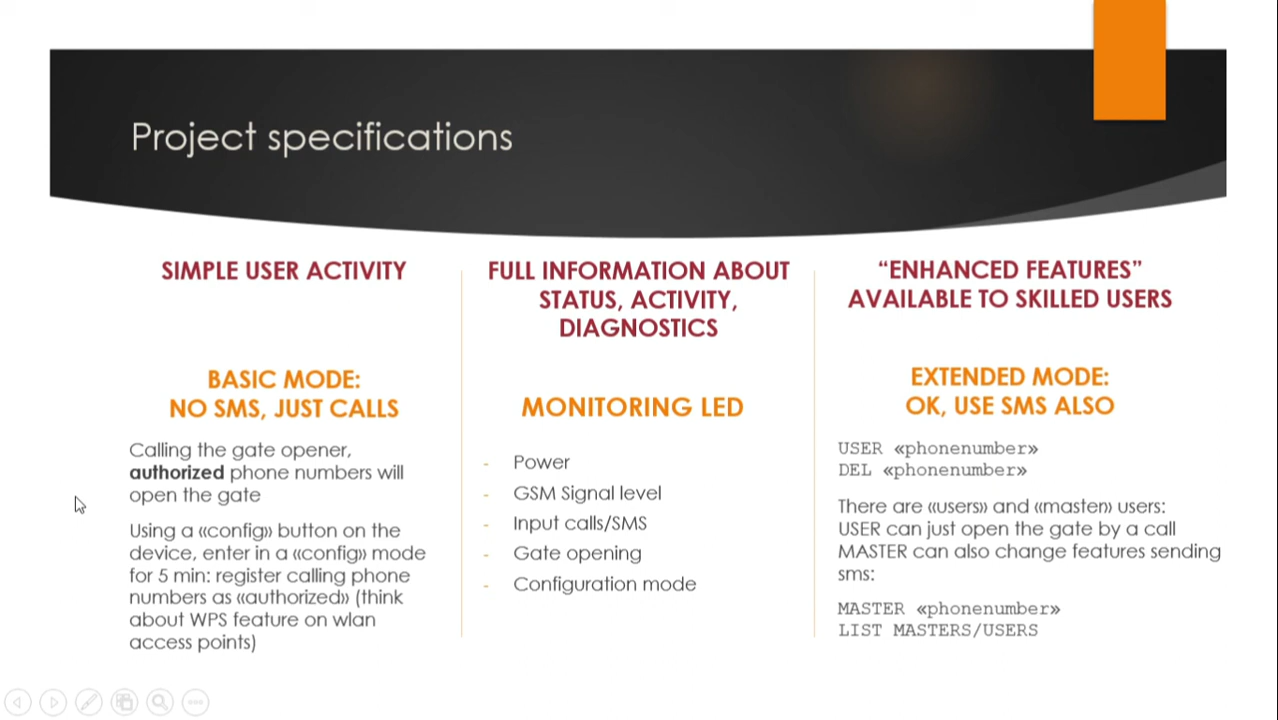 Project specifications
SIMPLE USER ACTIVITY
BASIC MODE:
NO SMS, JUST CALLS
Calling the gate opener,
authorized phone numbers will
open the gate
Using a «config» button on the
device, enter in a «config» mode
for 5 min: register calling phone
numbers as «authorized» (think
about WPS feature on wlan
access points)
FULL INFORMATION ABOUT
STATUS, ACTIVITY,
DIAGNOSTICS
MONITORING LED
- Power
- GSM Signal level
- Input calls/SMS
- Gate opening
- Configuration mode
“ENHANCED FEATURES”
AVAILABLE TO SKILLED USERS
EXTENDED MODE:
OK, USE SMS ALSO
USER «phonenumber»
DEL «phonenumber»
There are «users» and «master» users:
USER can just open the gate by a call
MASTER can also change features sending
sms:
MASTER «phonenumber»
LIST MASTERS/USERS